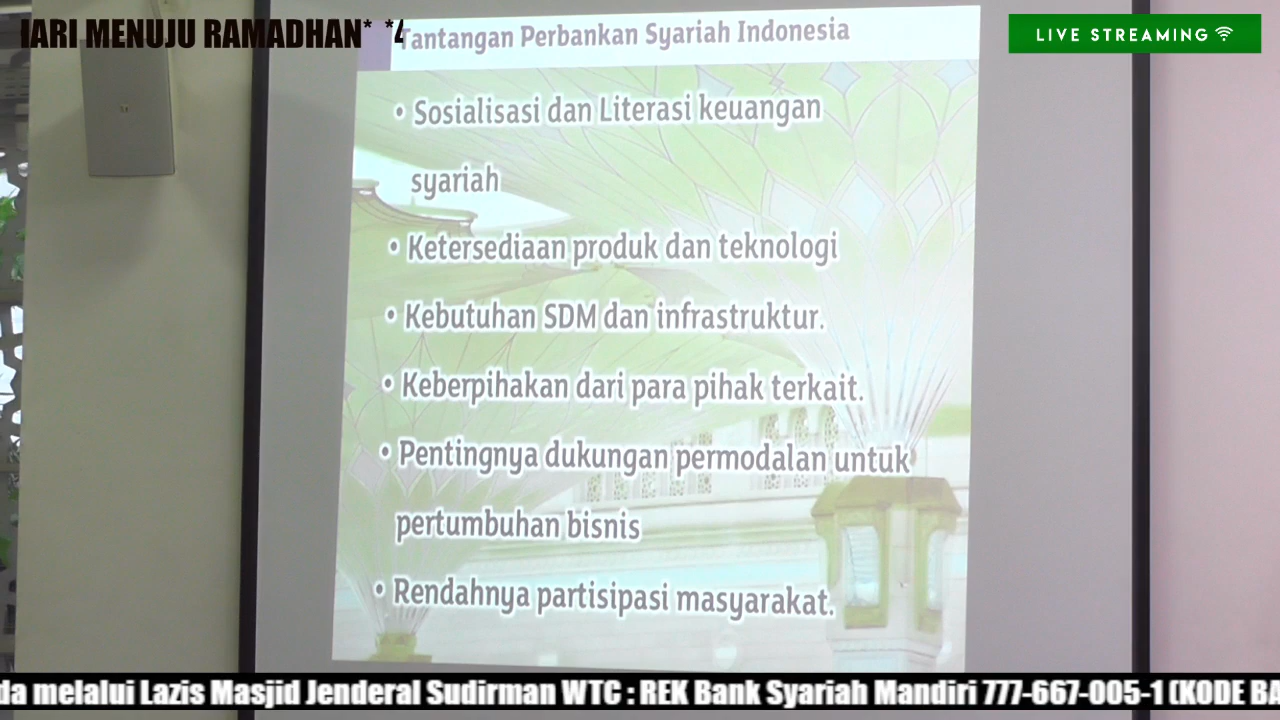 HARI MENUJU RAMADHAN* *4
LIVE STREAMING
Tantangan Perbankan Syariah Indonesia
• Sosialisasi dan Literasi keuangan
syariah
• Ketersediaan produk dan teknologi
• Kebutuhan SDM dan infrastruktur.
• Keberpihakan dari para pihak terkait.
• Pentingnya dukungan permodalan untuk
pertumbuhan bisnis
• Rendahnya partisipasi masyarakat.
da melalui Lazis Masjid Jenderal Sudirman WTC : REK Bank Syariah Mandiri 777-667-005-1 (KODE BA